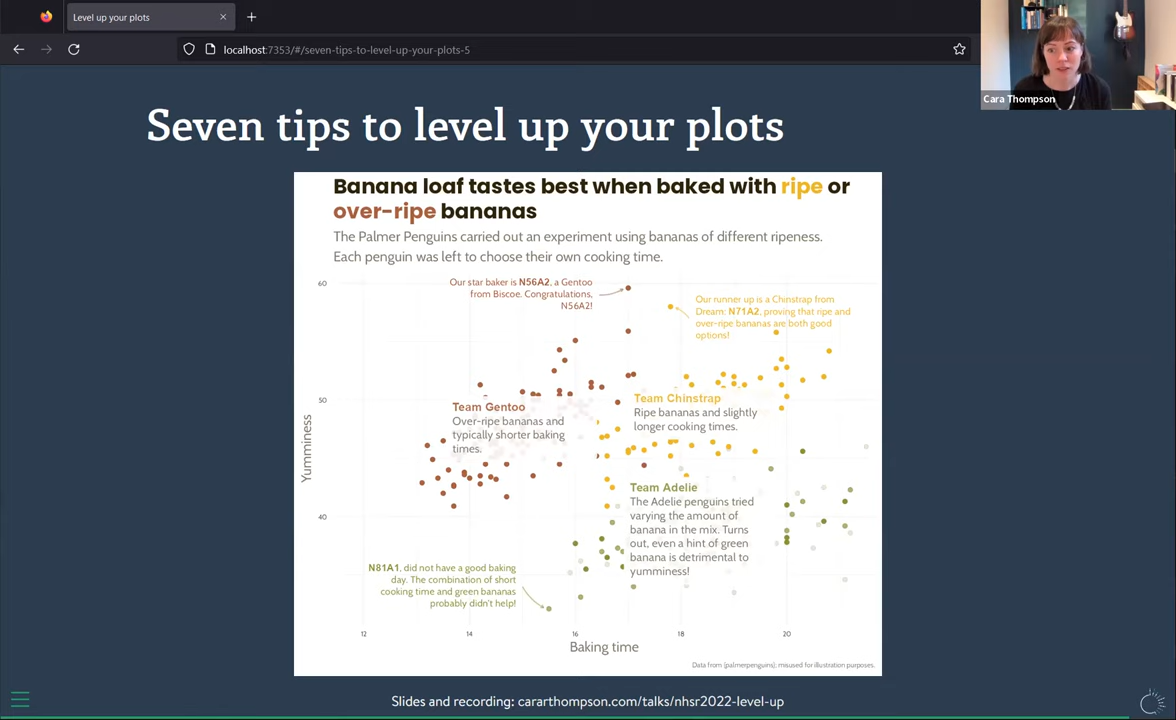 Level up your plots
localhost:7353/#/seven-tips-to-level-up-your-plots-5
Cara Thompson
Seven tips to level up your plots
Banana loaf tastes best when baked with ripe or
over-ripe bananas
The Palmer Penguins carried out an experiment using bananas of different ripeness.
Each penguin was left to choose their own cooking time.
60
Our star baker is N56A2, a Gentoo
from Biscoe. Congratulations,
N56A2!
Our runner up is a Chinstrap from
Dream: N71A2, proving that ripe and
over-ripe bananas are both good
options!
50
Team Gentoo
Over-ripe bananas and
typically shorter baking
times.
Team Chinstrap
Ripe bananas and slightly
longer cooking times.
Yumminess
Team Adelie
The Adelie penguins tried
varying the amount of
banana in the mix. Turns
out, even a hint of green
banana is detrimental to
yumminess!
40
N81A1, did not have a good baking
day. The combination of short
cooking time and green bananas
probably didn't help!
12
14
16
18
20
Baking time
Data from {palmerpenguins}; misused for illustration purposes.
Slides and recording: cararthompson.com/talks/nhsr2022-level-up